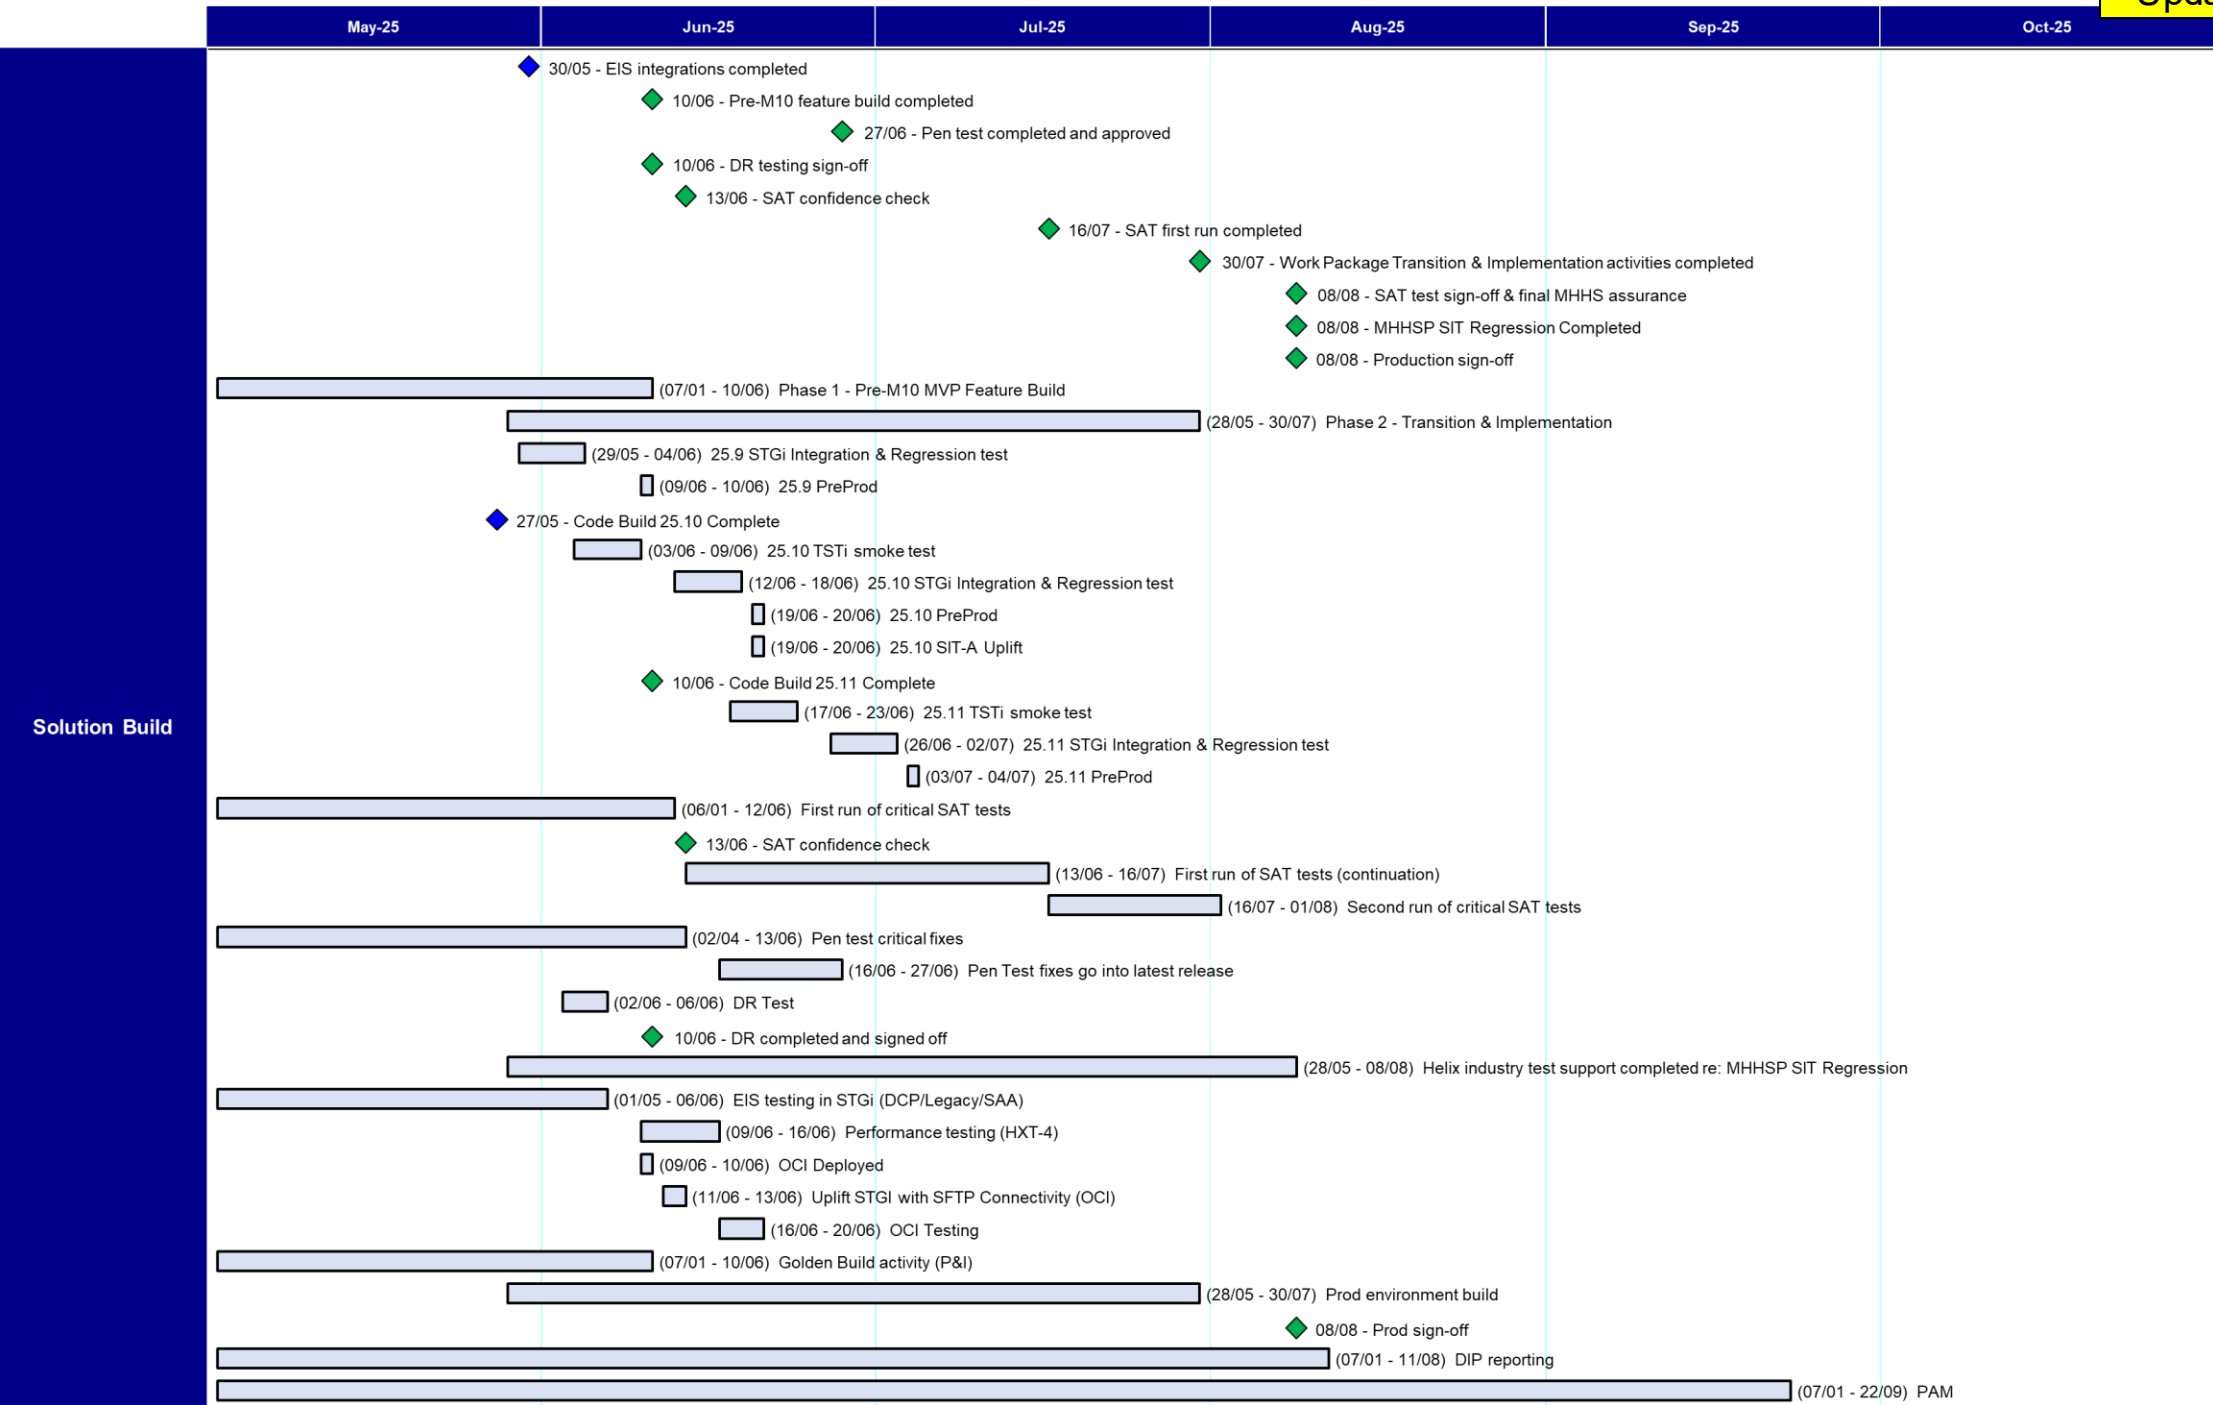 May-25
Jun-25
Jul-25
Aug-25
Sep-25
Oct-25
30/05 - EIS integrations completed
10/06 - Pre-M10 feature build completed
27/06 - Pen test completed and approved
10/06 - DR testing sign-off
13/06 - SAT confidence check
16/07 - SAT first run completed
30/07 - Work Package Transition & Implementation activities completed
08/08 - SAT test sign-off & final MHHS assurance
08/08 - MHHSP SIT Regression Completed
08/08 - Production sign-off
(07/01 - 10/06) Phase 1 - Pre-M10 MVP Feature Build
(28/05 - 30/07) Phase 2 - Transition & Implementation
(29/05 - 04/06) 25.9 STGi Integration & Regression test
(09/06 - 10/06) 25.9 PreProd
27/05 - Code Build 25.10 Complete
(03/06 - 09/06) 25.10 TSTi smoke test
(12/06 - 18/06) 25.10 STGi Integration & Regression test
(19/06 - 20/06) 25.10 PreProd
(19/06 - 20/06) 25.10 SIT-A Uplift
10/06 - Code Build 25.11 Complete
(17/06 - 23/06) 25.11 TSTi smoke test
Solution Build
(26/06 - 02/07) 25.11 STGi Integration & Regression test
(03/07 - 04/07) 25.11 PreProd
(06/01 - 12/06) First run of critical SAT tests
13/06 - SAT confidence check
(13/06 - 16/07) First run of SAT tests (continuation)
(16/07 - 01/08) Second run of critical SAT tests
(02/04 - 13/06) Pen test critical fixes
(16/06 - 27/06) Pen Test fixes go into latest release
(02/06 - 06/06) DR Test
10/06 - DR completed and signed off
(28/05 - 08/08) Helix industry test support completed re: MHHSP SIT Regression
(01/05 - 06/06) EIS testing in STGi (DCP/Legacy/SAA)
(09/06 - 16/06) Performance testing (HXT-4)
(09/06 - 10/06) OCI Deployed
(11/06 - 13/06) Uplift STGI with SFTP Connectivity (OCI)
(16/06 - 20/06) OCI Testing
(07/01 - 10/06) Golden Build activity (P&I)
(28/05 - 30/07) Prod environment build
08/08 - Prod sign-off
(07/01 - 11/08) DIP reporting
(07/01 - 22/09) PAM